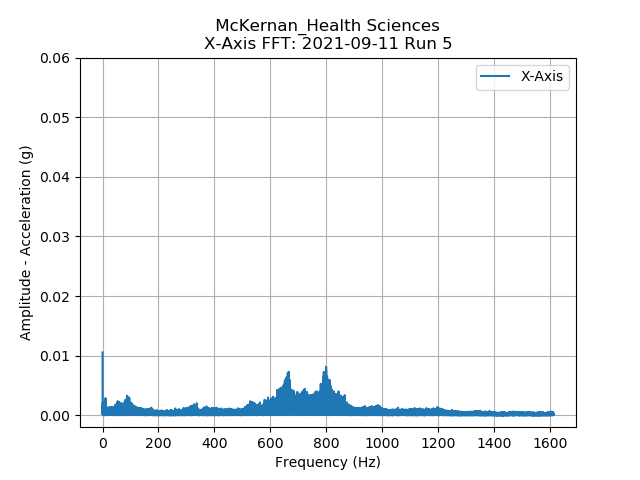 McKernan_Health Sciences
X-Axis FFT: 2021-09-11 Run 5
X-Axis
0.06
0.05
0.04
0.03
0.02
0.01
0.00
Amplitude - Acceleration (g)
0 200 400 600 800 1000 1200 1400 1600
Frequency (Hz)